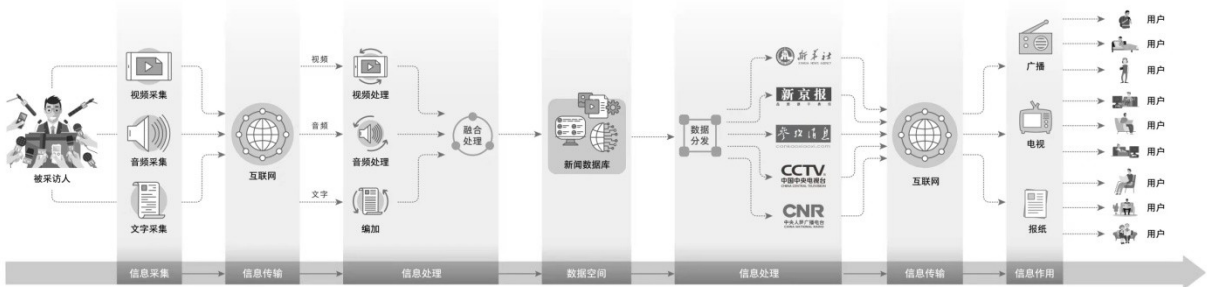 被采访人
视频采集
音频采集
文字采集
互联网
视频
音频
文字
视频处理
音频处理
编加
融合
处理
新闻数据库
数据
分发
新华社
新京报
参考消息
CCTV
中国中央电视台
CNR
中央人民广播电台
互联网
广播
电视
报纸
用户
用户
用户
用户
用户
用户
用户
用户
用户
信息采集
信息传输
信息处理
数据空间
信息处理
信息传输
信息作用